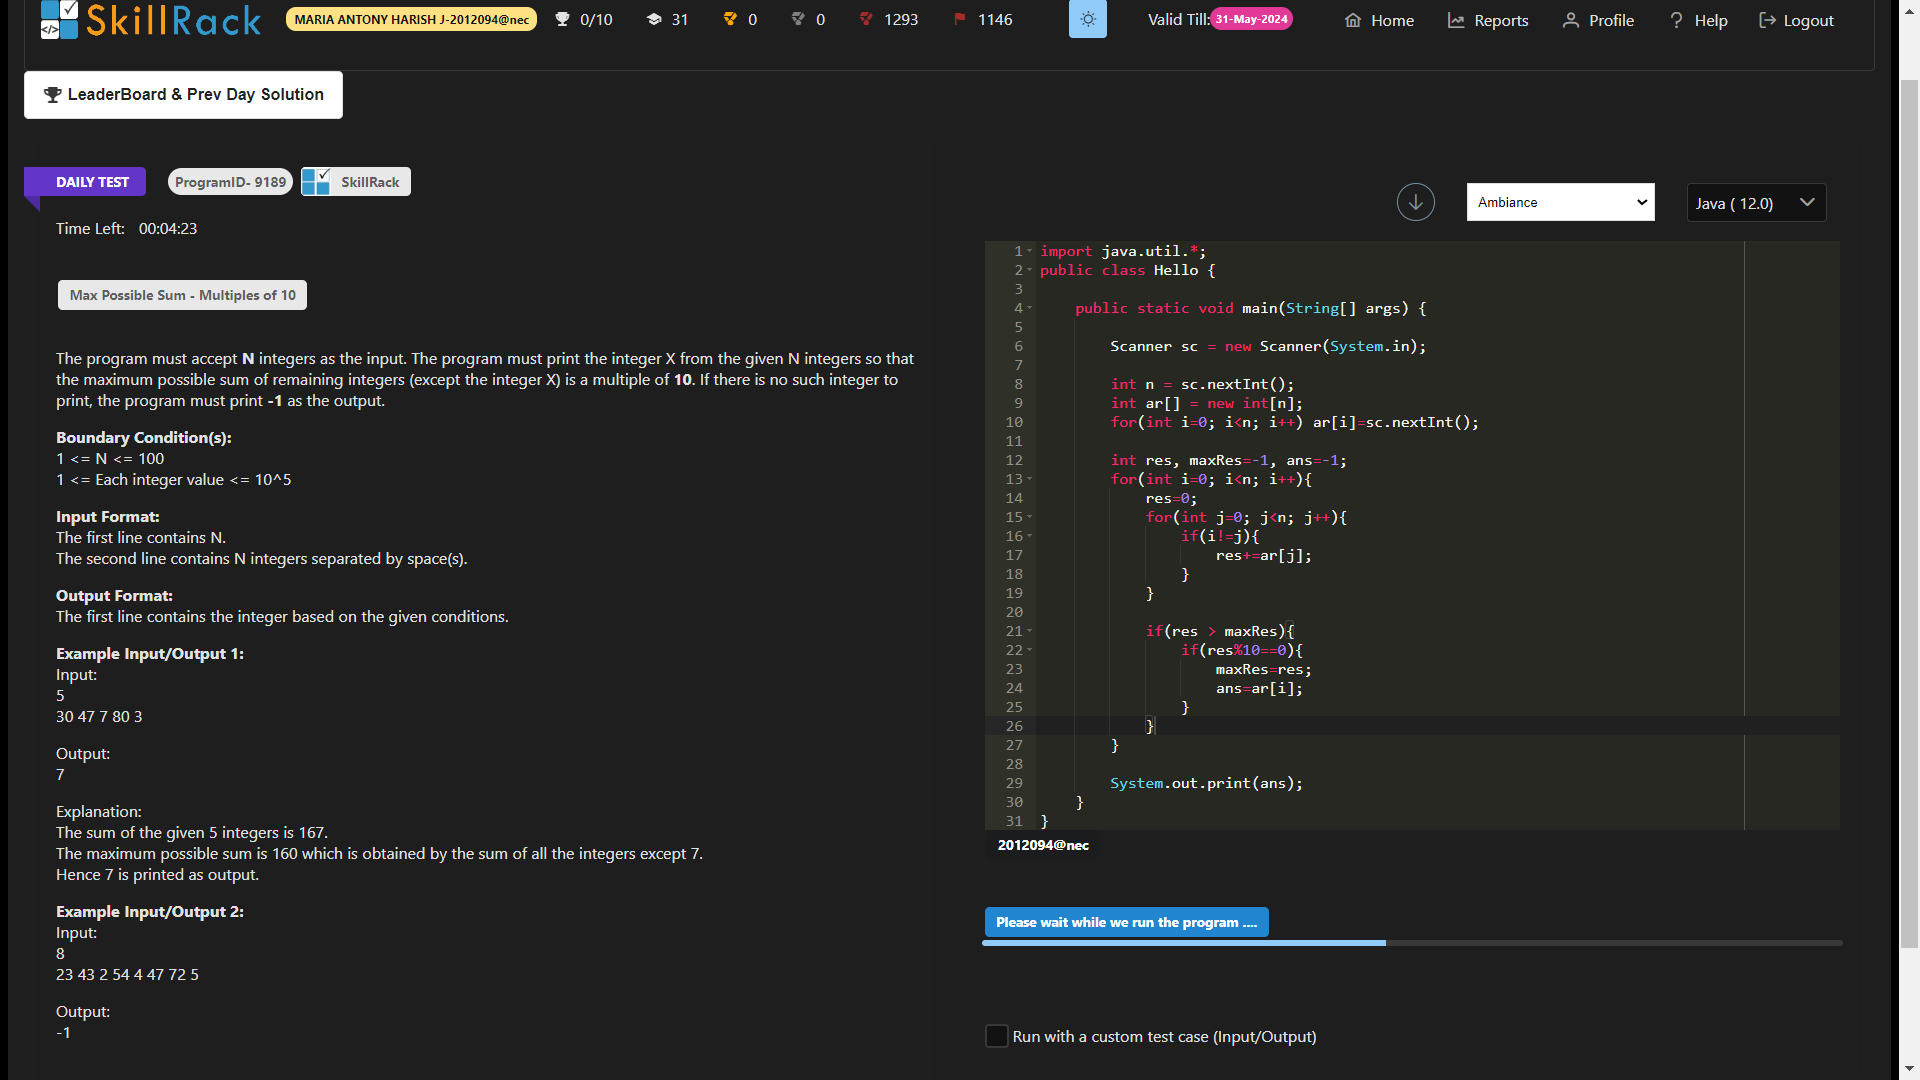 SkillRack
MARIA ANTONY HARISH J-2012094@nec
0/10
31
0
0
1293
1146
Valid Till: 31-May-2024
Home
Reports
Profile
Help
Logout
LeaderBoard & Prev Day Solution
DAILY TEST
ProgramID- 9189
SkillRack
Time Left: 00:04:23
Max Possible Sum - Multiples of 10
The program must accept N integers as the input. The program must print the integer X from the given N integers so that
the maximum possible sum of remaining integers (except the integer X) is a multiple of 10. If there is no such integer to
print, the program must print -1 as the output.
Boundary Condition(s):
1 <= N <= 100
1 <= Each integer value <= 10^5
Input Format:
The first line contains N.
The second line contains N integers separated by space(s).
Output Format:
The first line contains the integer based on the given conditions.
Example Input/Output 1:
Input:
5
30 47 7 80 3
Output:
7
Explanation:
The sum of the given 5 integers is 167.
The maximum possible sum is 160 which is obtained by the sum of all the integers except 7.
Hence 7 is printed as output.
Example Input/Output 2:
Input:
8
23 43 2 54 4 47 72 5
Output:
-1
Ambiance
Java ( 12.0)
1 import java.util.*;
2 public class Hello {
3
4 public static void main(String[] args) {
5
6 Scanner sc = new Scanner(System.in);
7
8 int n = sc.nextInt();
9 int ar[] = new int[n];
10 for(int i=0; i<n; i++) ar[i]=sc.nextInt();
11
12 int res, maxRes=-1, ans=-1;
13 for(int i=0; i<n; i++){
14 res=0;
15 for(int j=0; j<n; j++){
16 if(i!=j){
17 res+=ar[j];
18 }
19 }
20
21 if(res > maxRes){
22 if(res%10==0){
23 maxRes=res;
24 ans=ar[i];
25 }
26 }
27 }
28
29 System.out.print(ans);
30 }
31 }
2012094@nec
Please wait while we run the program ....
Run with a custom test case (Input/Output)